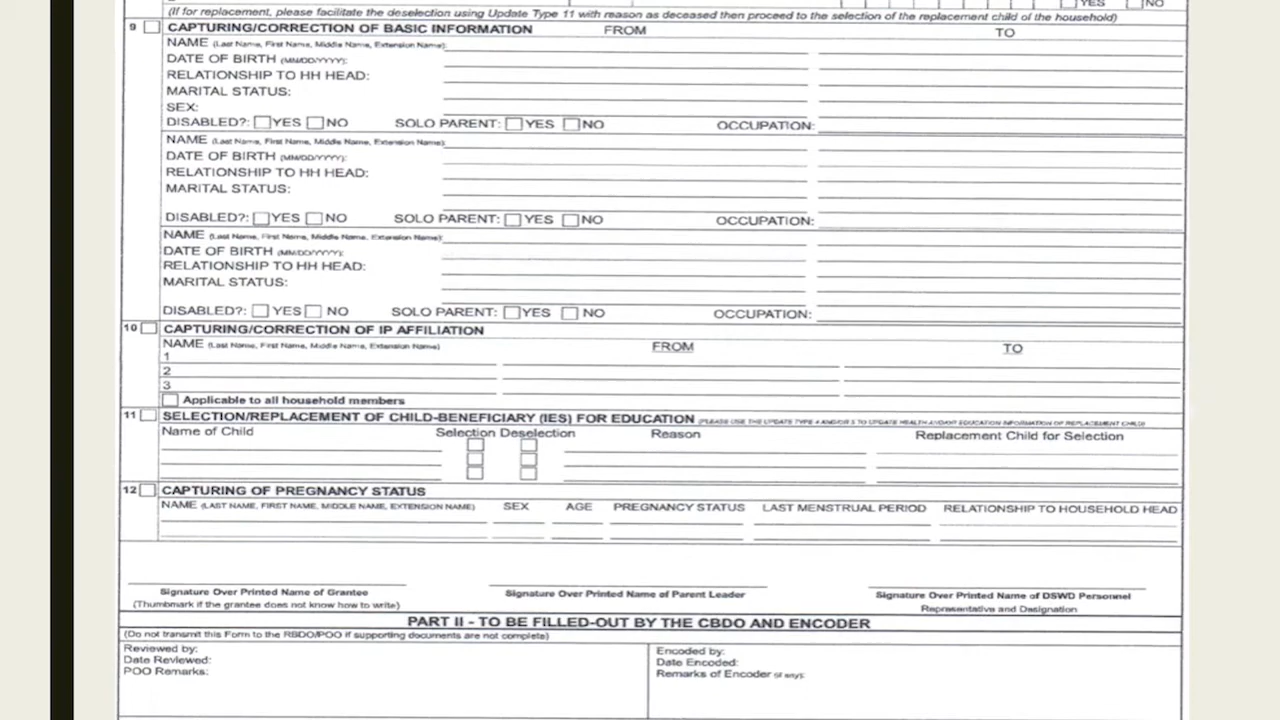 YES NO
(If for replacement, please facilitate the deselection using Update Type 11 with reason as deceased then proceed to the selection of the replacement child of the household)
9 CAPTURING/CORRECTION OF BASIC INFORMATION FROM TO
NAME (Last Name, First Name, Middle Name, Extension Name):
DATE OF BIRTH (MM/DD/YYYY):
RELATIONSHIP TO HH HEAD:
MARITAL STATUS:
SEX:
DISABLED?: YES NO SOLO PARENT: YES NO OCCUPATION:
NAME (Last Name, First Name, Middle Name, Extension Name):
DATE OF BIRTH (MM/DD/YYYY):
RELATIONSHIP TO HH HEAD:
MARITAL STATUS:
DISABLED?: YES NO SOLO PARENT: YES NO OCCUPATION:
NAME (Last Name, First Name, Middle Name, Extension Name):
DATE OF BIRTH (MM/DD/YYYY):
RELATIONSHIP TO HH HEAD:
MARITAL STATUS:
DISABLED?: YES NO SOLO PARENT: YES NO OCCUPATION:
10 CAPTURING/CORRECTION OF IP AFFILIATION
NAME (Last Name, First Name, Middle Name, Extension Name) FROM TO
1
2
3
Applicable to all household members
11 SELECTION/REPLACEMENT OF CHILD-BENEFICIARY (IES) FOR EDUCATION (PLEASE USE THE UPDATE TYPE 4 AND/OR 5 TO UPDATE HEALTH AND/OR EDUCATION INFORMATION OF REPLACEMENT CHILD)
Name of Child Selection Deselection Reason Replacement Child for Selection
12 CAPTURING OF PREGNANCY STATUS
NAME (LAST NAME, FIRST NAME, MIDDLE NAME, EXTENSION NAME) SEX AGE PREGNANCY STATUS LAST MENSTRUAL PERIOD RELATIONSHIP TO HOUSEHOLD HEAD
Signature Over Printed Name of Grantee Signature Over Printed Name of Parent Leader Signature Over Printed Name of DSWD Personnel
(Thumbmark if the grantee does not know how to write) Representative and Designation
PART II - TO BE FILLED-OUT BY THE CBDO AND ENCODER
(Do not transmit this Form to the RBDO/POO if supporting documents are not complete)
Reviewed by: Encoded by:
Date Reviewed: Date Encoded:
POO Remarks: Remarks of Encoder (if any):